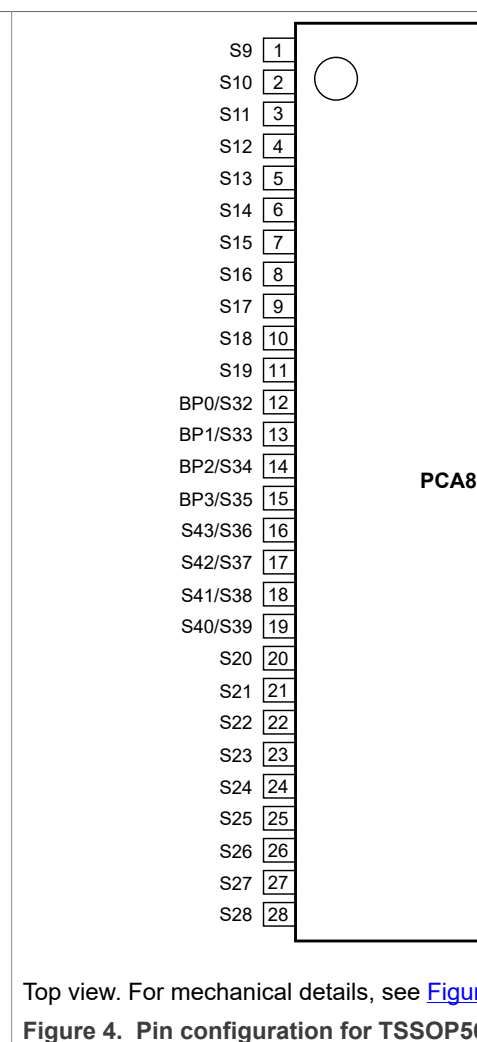 S9 1
S10 2
S11 3
S12 4
S13 5
S14 6
S15 7
S16 8
S17 9
S18 10
S19 11
BP0/S32 12
BP1/S33 13
BP2/S34 14
PCA8
BP3/S35 15
S43/S36 16
S42/S37 17
S41/S38 18
S40/S39 19
S20 20
S21 21
S22 22
S23 23
S24 24
S25 25
S26 26
S27 27
S28 28
Top view. For mechanical details, see Figur
Figure 4. Pin configuration for TSSOP56